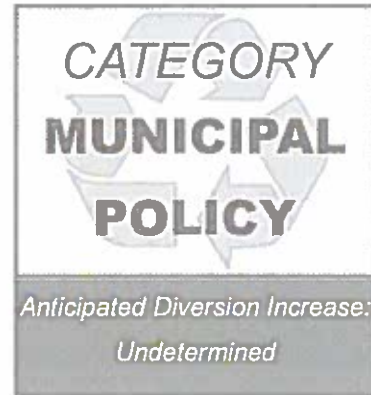 CATEGORY
MUNICIPAL
POLICY
Anticipated Diversion Increase:
Undetermined